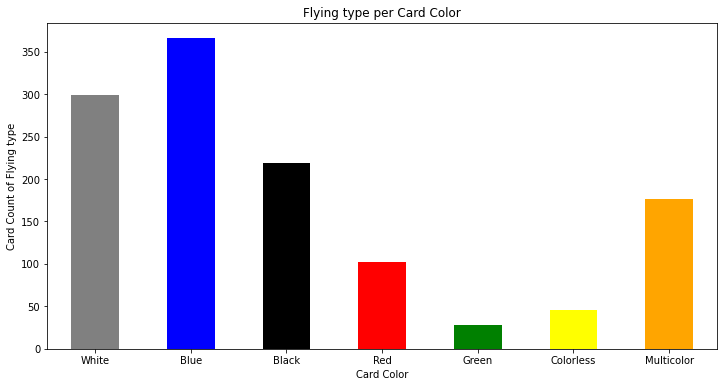 Flying type per Card Color
Card Count of Flying type
350
300
250
200
150
100
50
0
White Blue Black Red Green Colorless Multicolor
Card Color